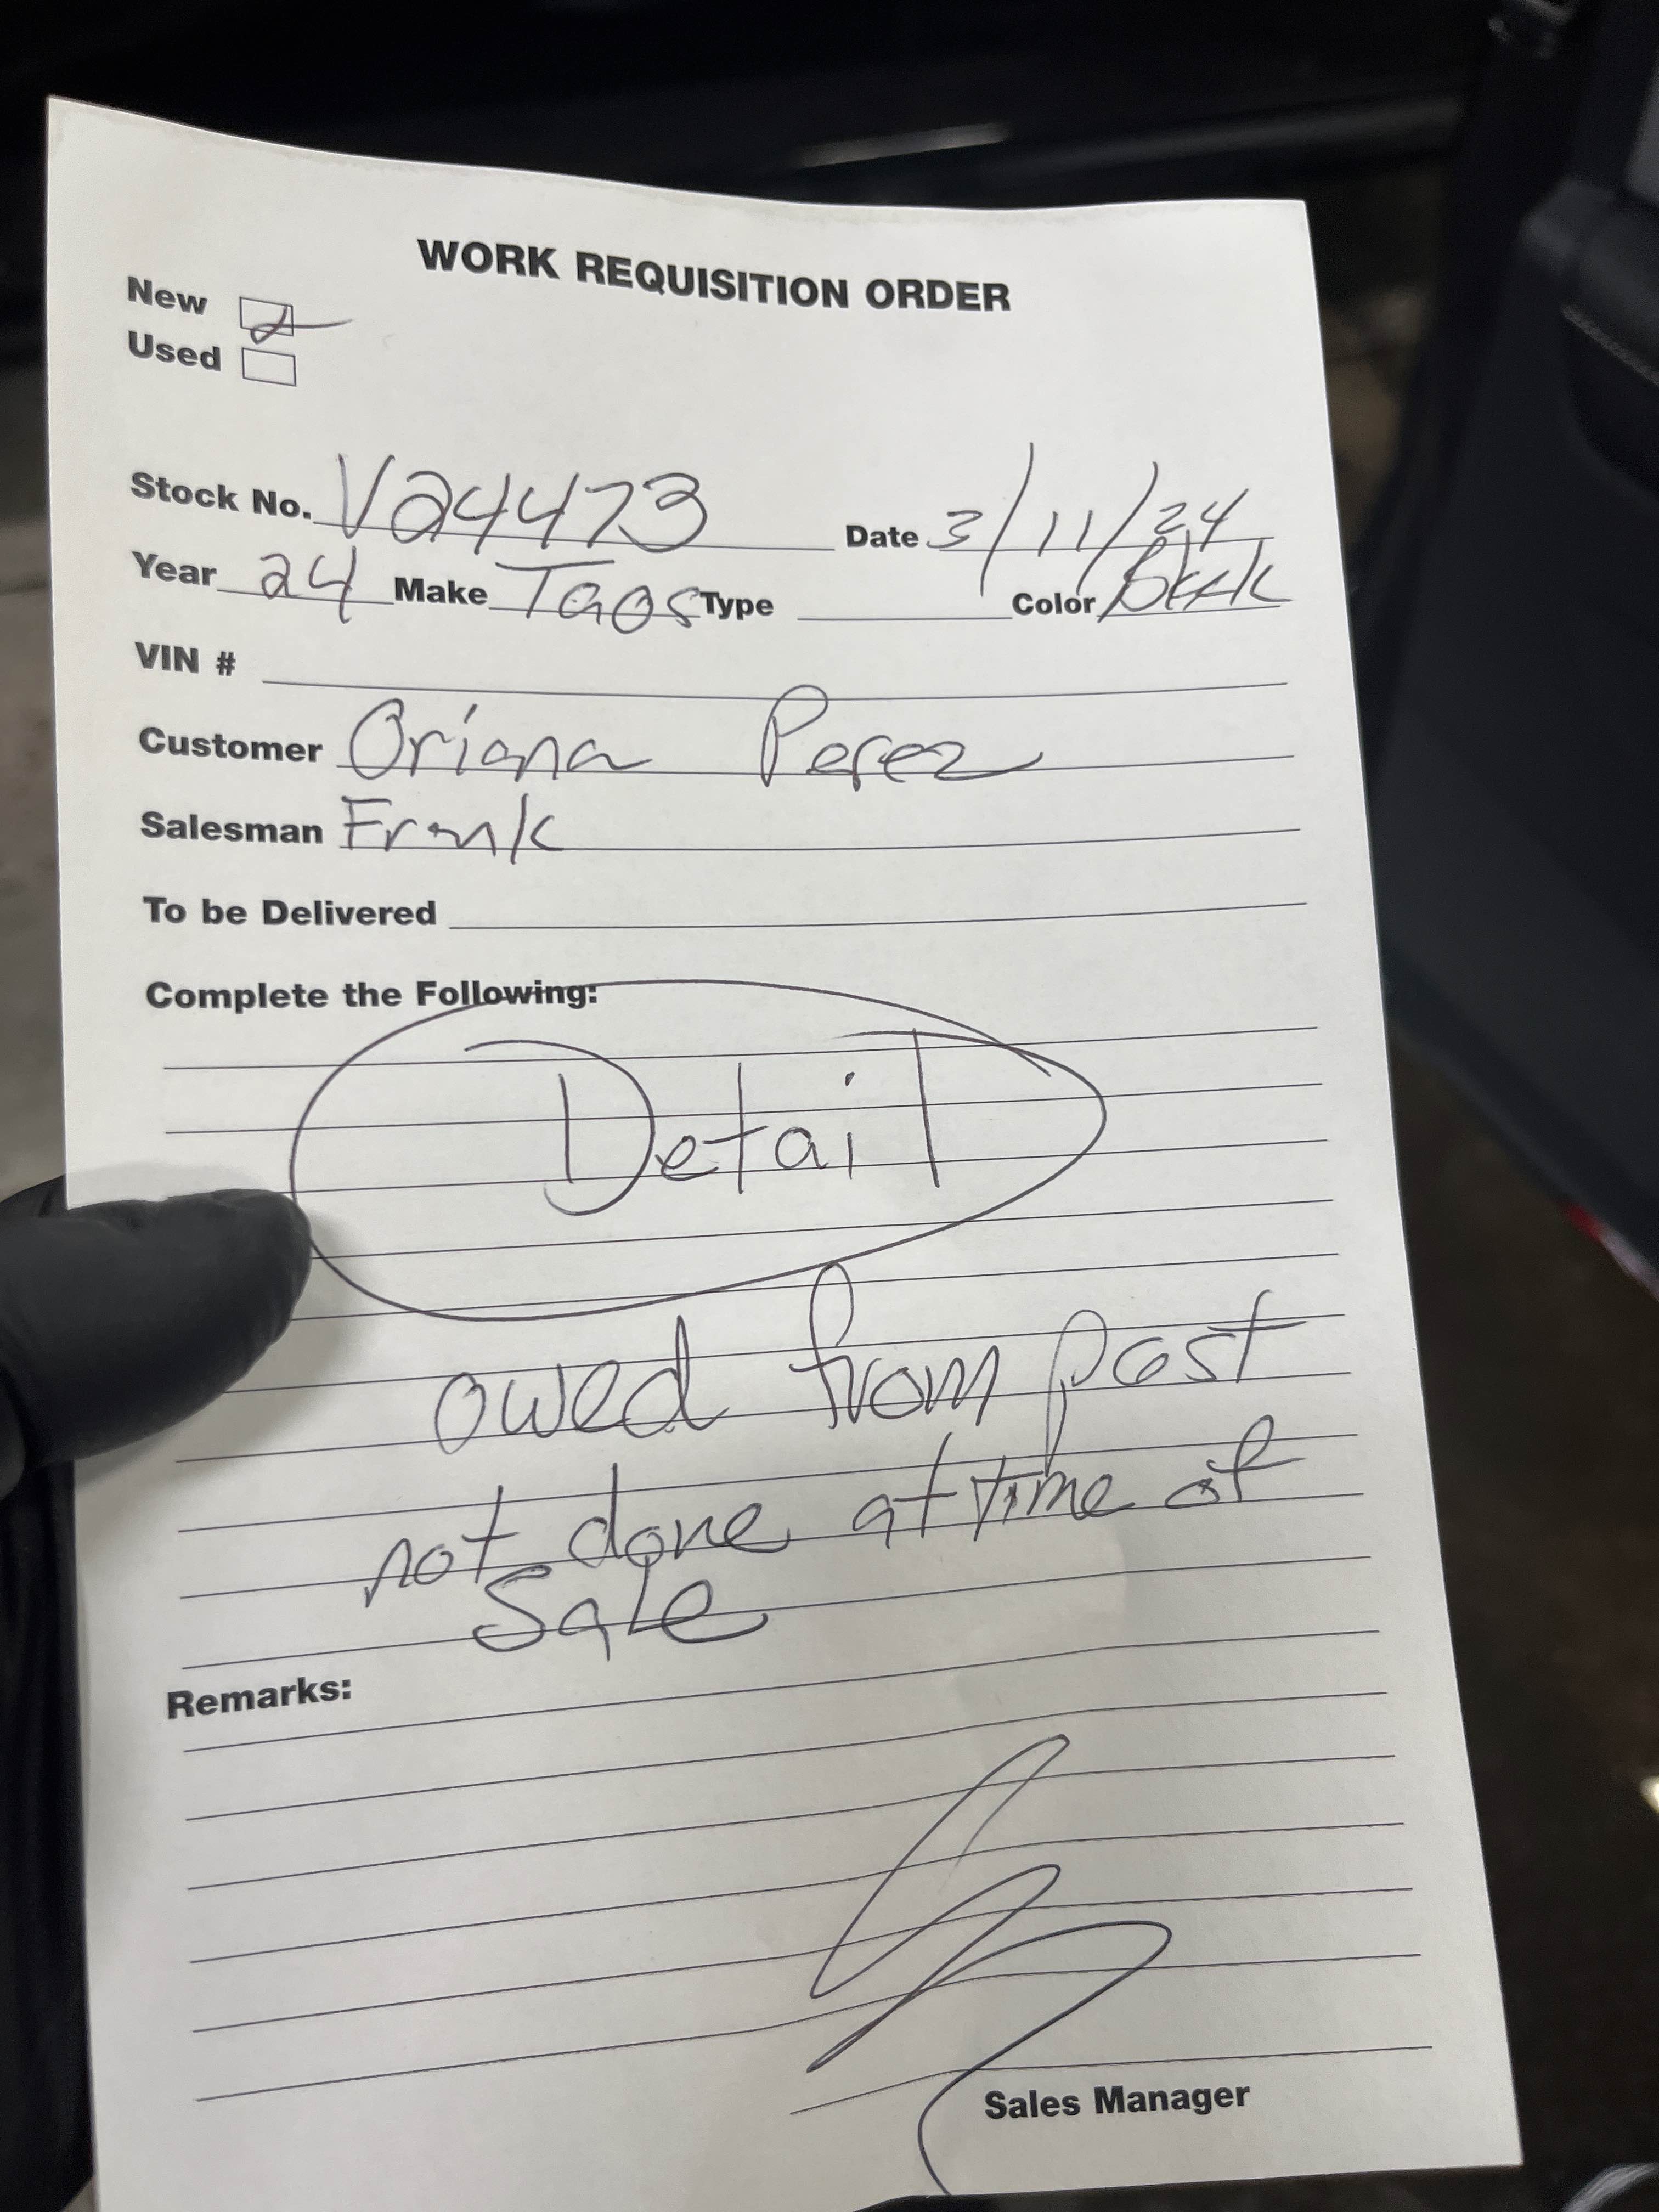 WORK REQUISITION ORDER
New
Used
Stock No. V24473 Date 3/11/24
Year 24 Make Taos Type Color Black
VIN #
Customer Oriana Perez
Salesman Frank
To be Delivered
Complete the Following:
Detail
owed from past
not done at time of
Sale
Remarks:
Sales Manager